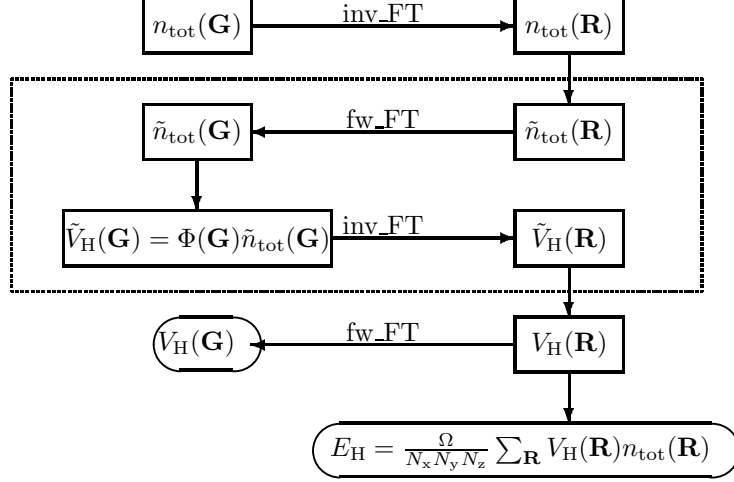 n_tot(G) inv_FT n_tot(R)
ñ_tot(G) fw_FT ñ_tot(R)
Ṽ_H(G) = Φ(G)ñ_tot(G) inv_FT Ṽ_H(R)
V_H(G) fw_FT V_H(R)
E_H = Ω/(N_x N_y N_z) ∑_R V_H(R)n_tot(R)